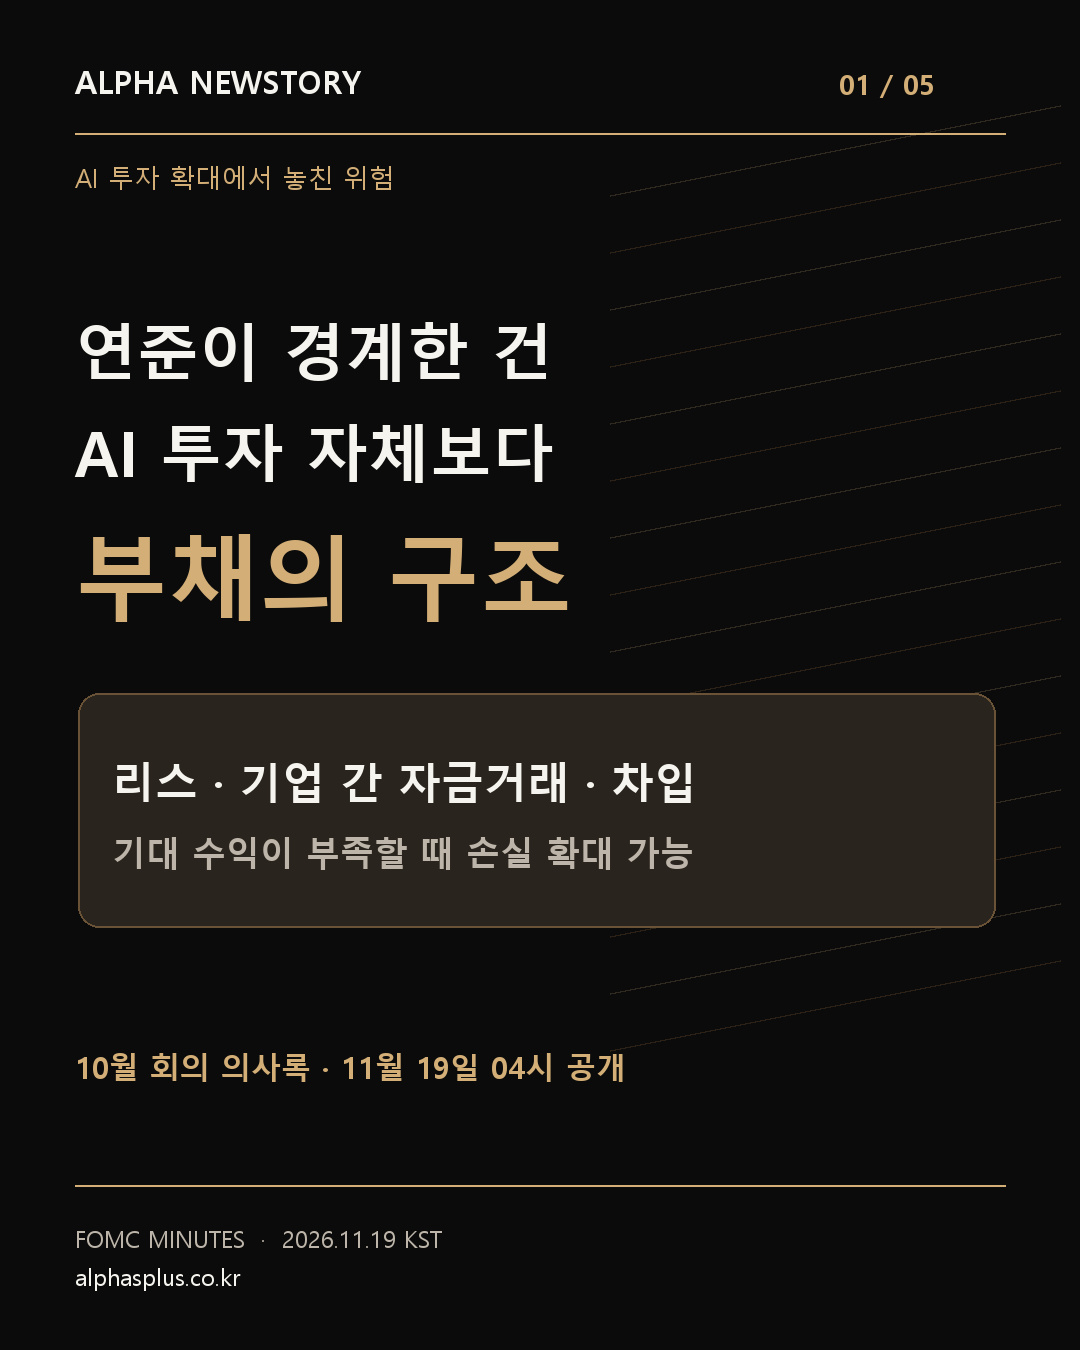 ALPHA NEWSTORY
01 / 05
AI 투자 확대에서 놓친 위험
연준이 경계한 건
AI 투자 자체보다
부채의 구조
리스 · 기업 간 자금거래 · 차입
기대 수익이 부족할 때 손실 확대 가능
10월 회의 의사록 · 11월 19일 04시 공개
FOMC MINUTES · 2026.11.19 KST
alphasplus.co.kr